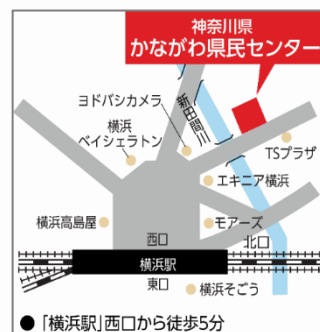 神奈川県
かながわ県民センター
ヨドバシカメラ
新田間川
横浜
ベイシェラトン
TSプラザ
エキニア横浜
横浜高島屋
モアーズ
西口
北口
横浜駅
東口
横浜そごう
● 「横浜駅」西口から徒歩5分